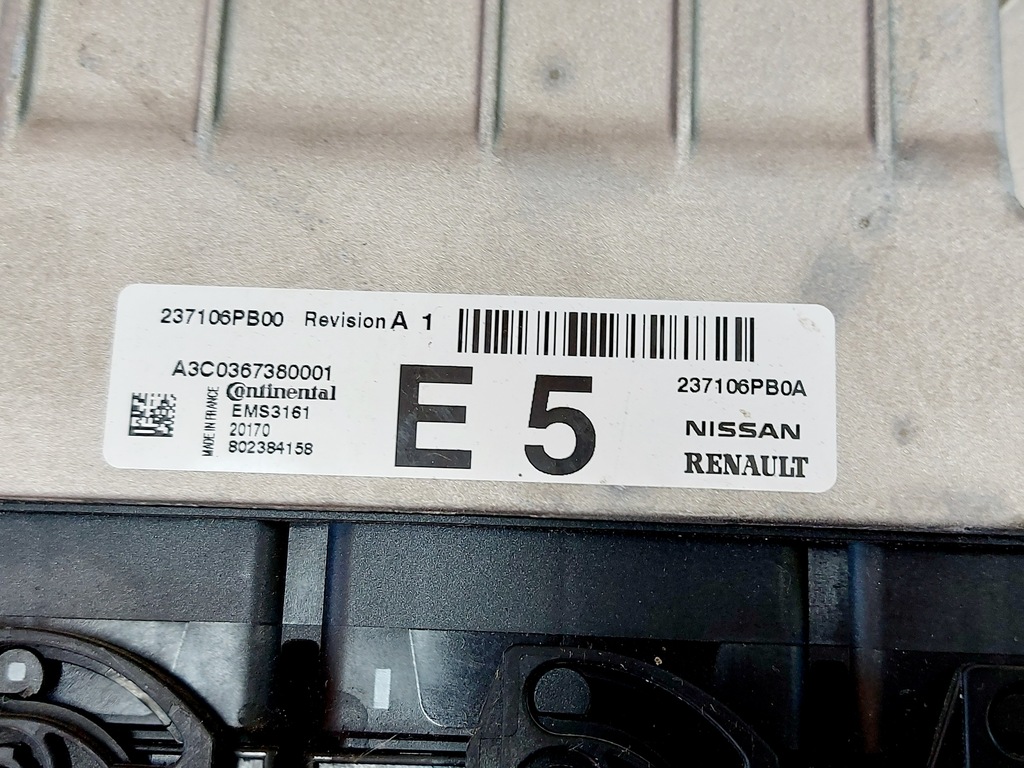 237106PB00 Revision A 1
A3C0367380001
Continental
EMS3161
20170
802384158
MADE IN FRANCE
E 5
237106PB0A
NISSAN
RENAULT